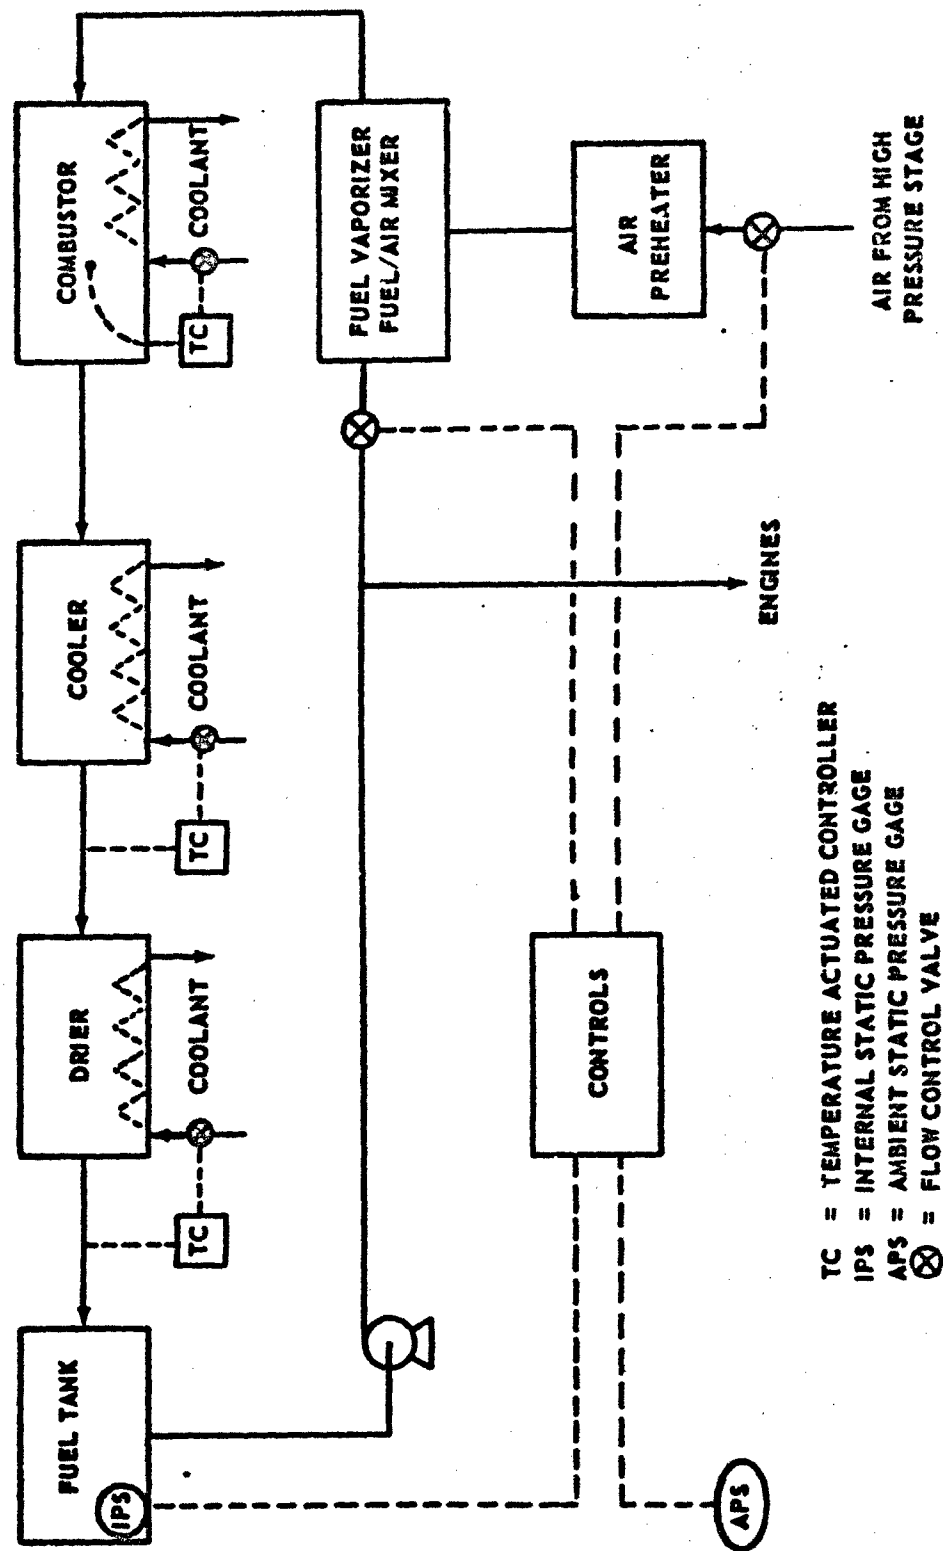 FUEL TANK
IPS
DRIER
COOLANT
TC
COOLER
COOLANT
TC
COMBUSTOR
COOLANT
TC
FUEL VAPORIZER
FUEL/AIR MIXER
AIR
PREHEATER
AIR FROM HIGH
PRESSURE STAGE
ENGINES
CONTROLS
APS
TC = TEMPERATURE ACTUATED CONTROLLER
IPS = INTERNAL STATIC PRESSURE GAGE
APS = AMBIENT STATIC PRESSURE GAGE
= FLOW CONTROL VALVE